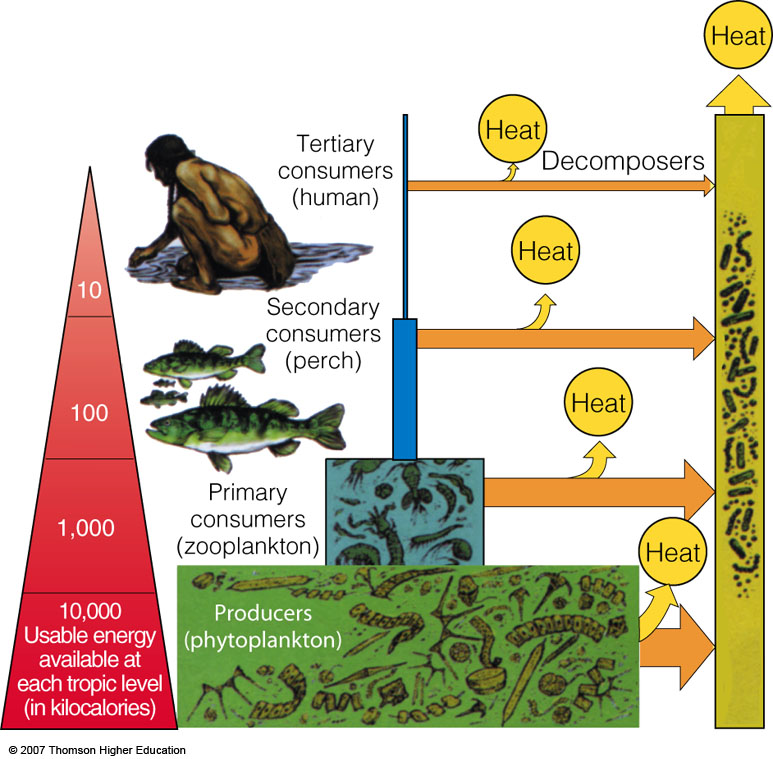 Heat
Heat
Decomposers
Tertiary
consumers
(human)
10
Heat
Secondary
consumers
(perch)
100
Heat
Primary
consumers
(zooplankton)
1,000
Heat
10,000
Usable energy
available at
each tropic level
(in kilocalories)
Producers
(phytoplankton)
© 2007 Thomson Higher Education